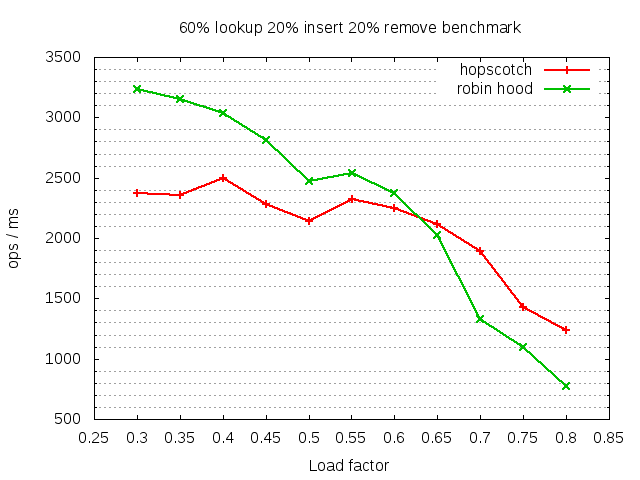 60% lookup 20% insert 20% remove benchmark
hopscotch
robin hood
3500
3000
2500
2000
1500
1000
500
ops / ms
0.25 0.3 0.35 0.4 0.45 0.5 0.55 0.6 0.65 0.7 0.75 0.8 0.85
Load factor